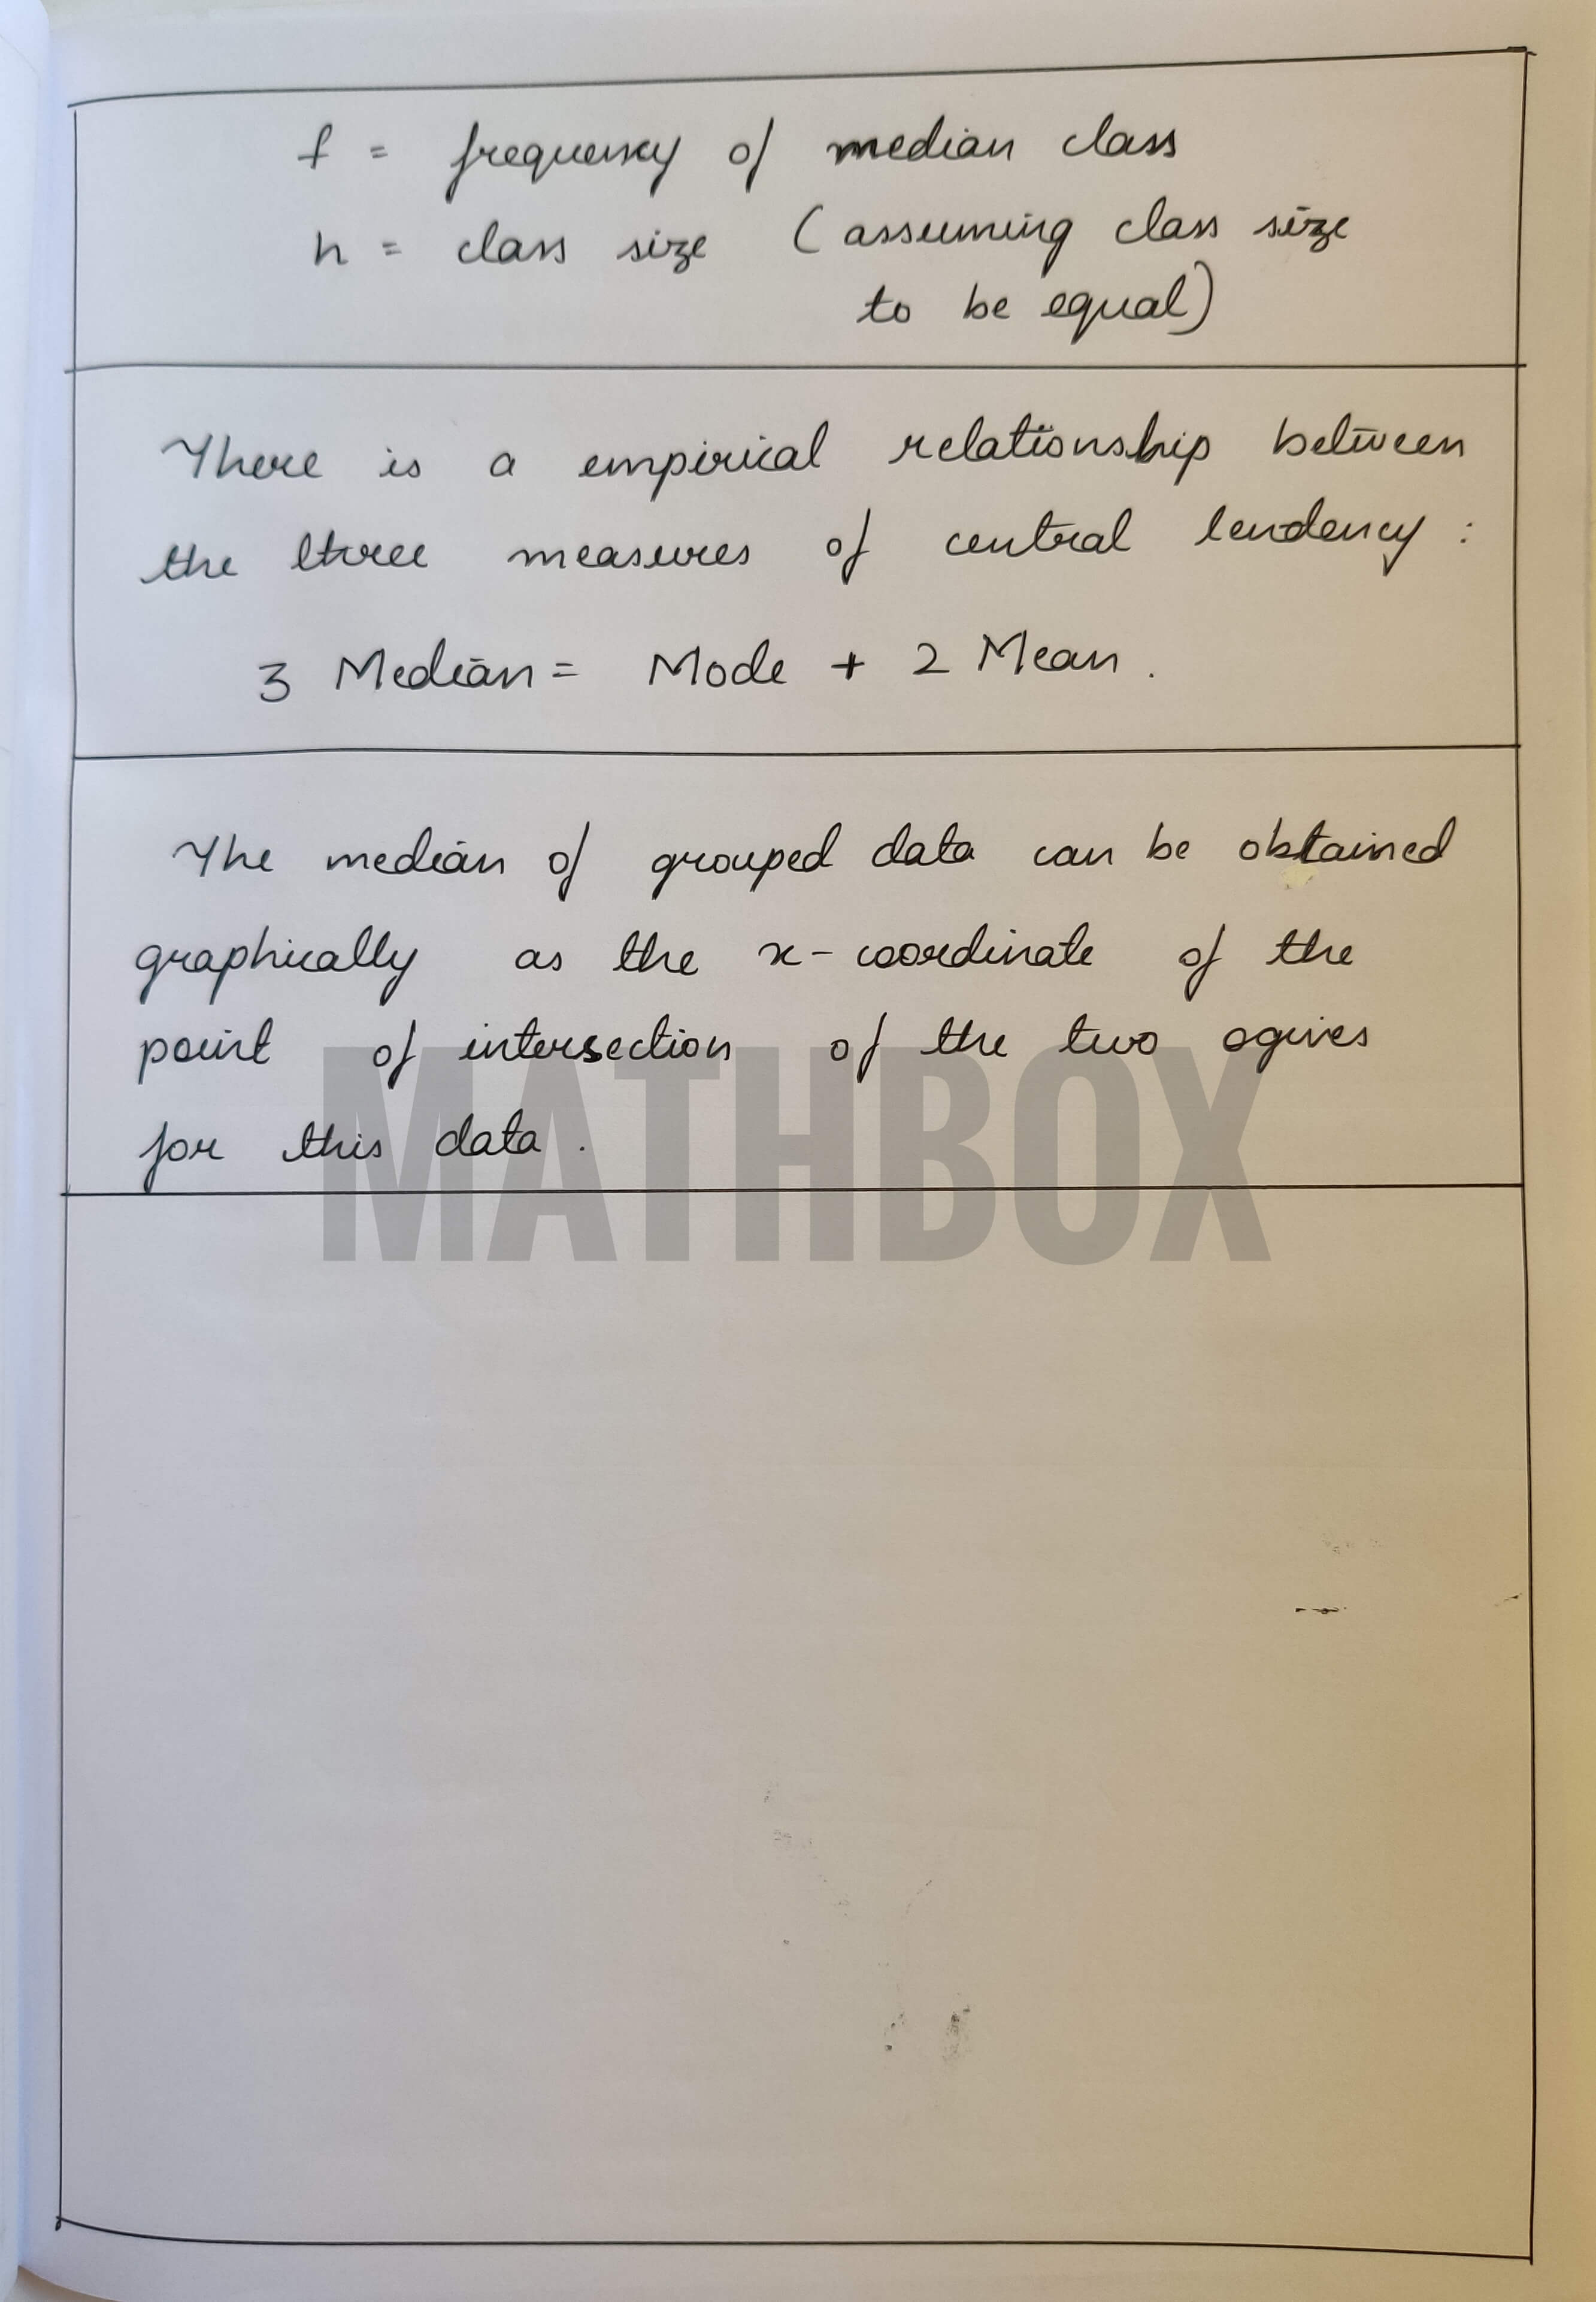 f = frequency of median class
h = class size (assuming class size
to be equal)
There is a empirical relationship between
the three measures of central tendency :
3 Median = Mode + 2 Mean.
The median of grouped data can be obtained
graphically as the x-coordinate of the
point of intersection of the two ogives
for this data.
MATHBOX